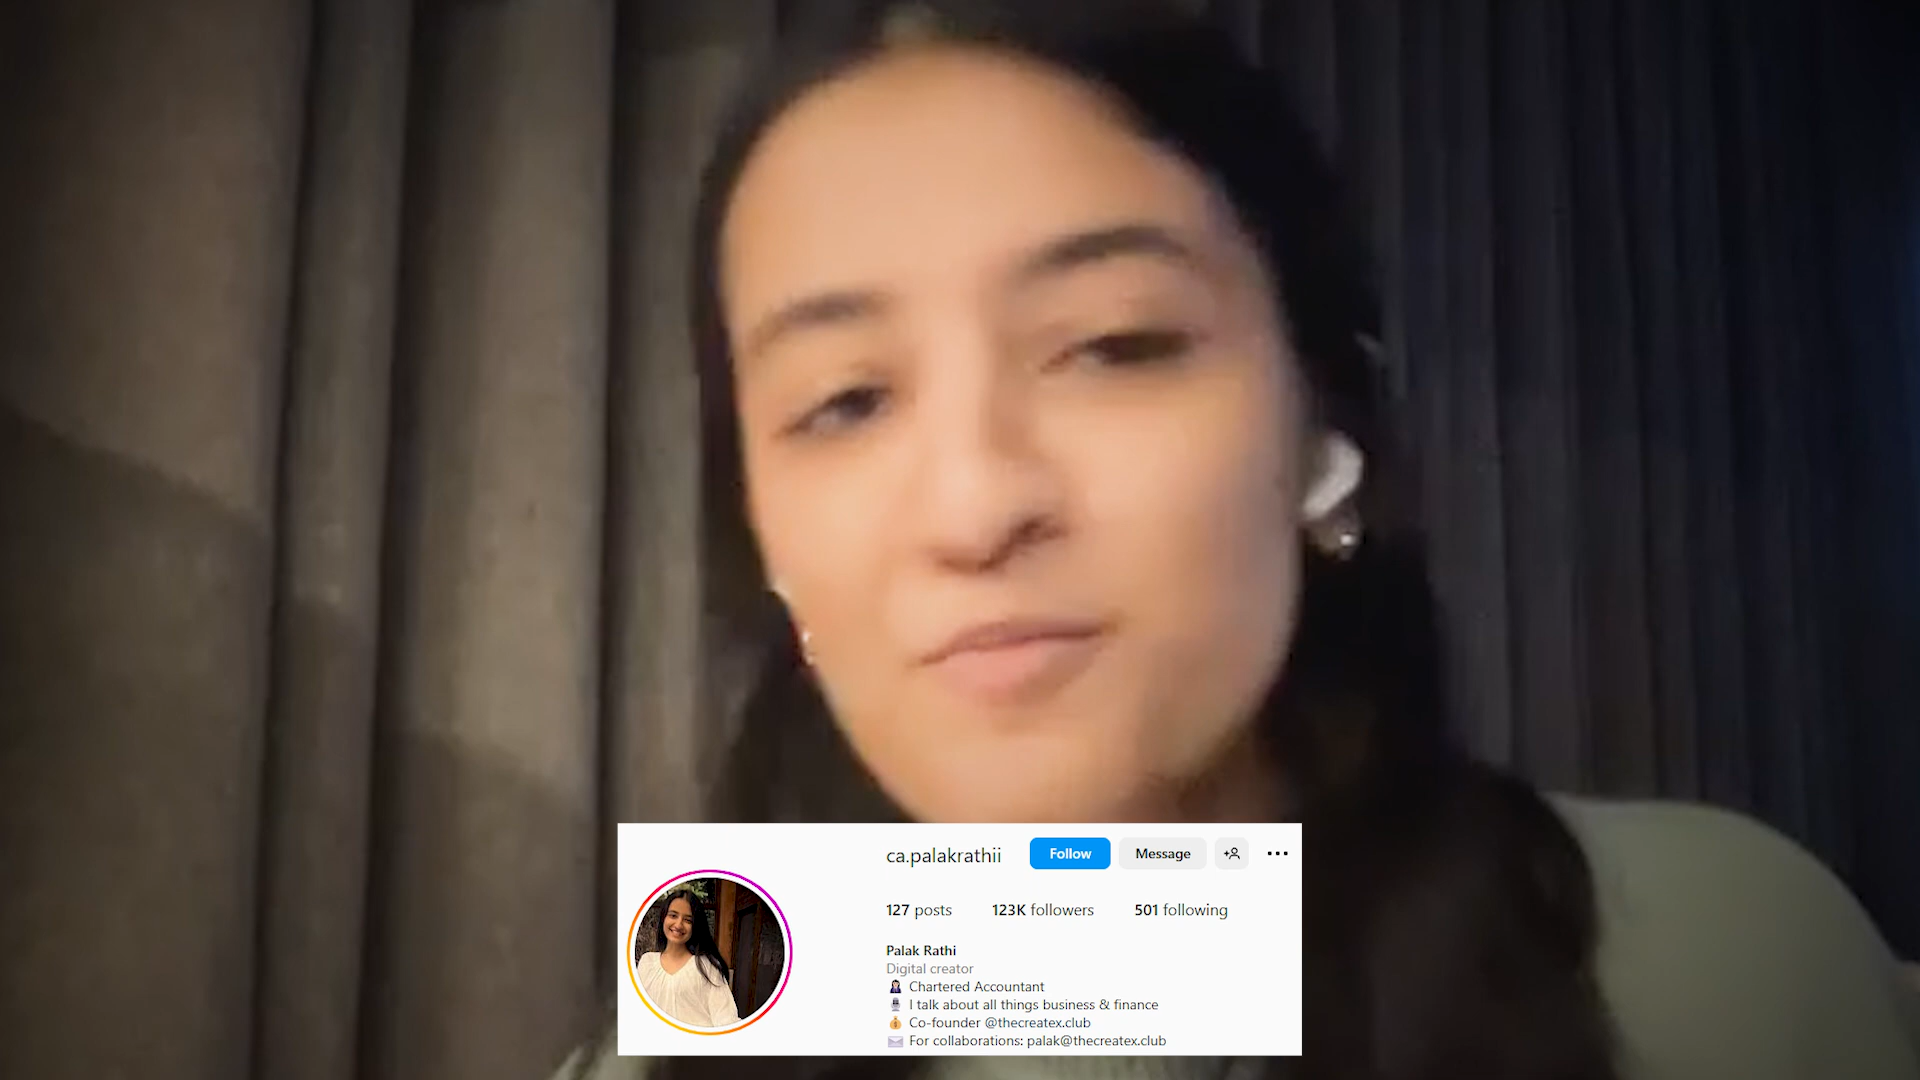 ca.palakrathii Follow Message
127 posts 123K followers 501 following
Palak Rathi
Digital creator
Chartered Accountant
I talk about all things business & finance
Co-founder @thecreatex.club
For collaborations: palak@thecreatex.club